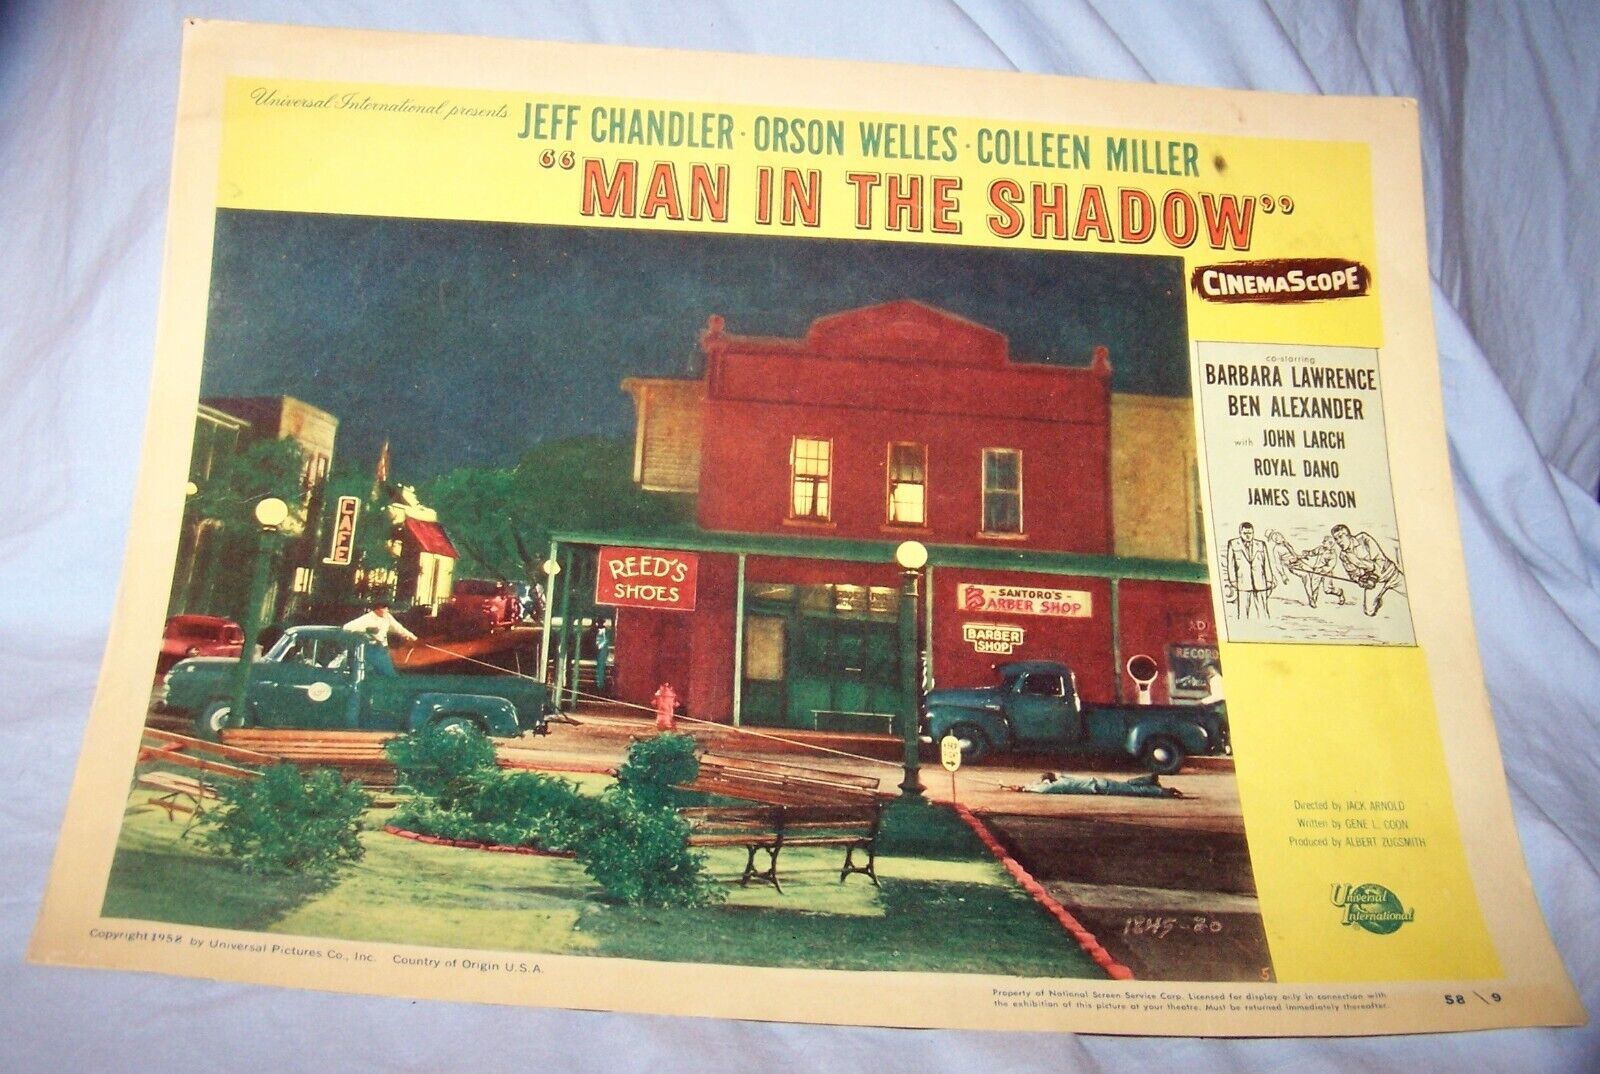 Universal-International presents
JEFF CHANDLER · ORSON WELLES · COLLEEN MILLER
"MAN IN THE SHADOW"
CINEMASCOPE
co-starring
BARBARA LAWRENCE
BEN ALEXANDER
with JOHN LARCH
ROYAL DANO
JAMES GLEASON
CAFE
REED'S
SHOES
- SANTORO'S -
BARBER SHOP
BARBER
SHOP
RECORD
Directed by JACK ARNOLD
Written by GENE L. COON
Produced by ALBERT ZUGSMITH
Universal
International
1845-20
5
Copyright 1958 by Universal Pictures Co., Inc. Country of Origin U.S.A.
Property of National Screen Service Corp. Licensed for display only in connection with
the exhibition of this picture at your theatre. Must be returned immediately thereafter.
58 \ 9